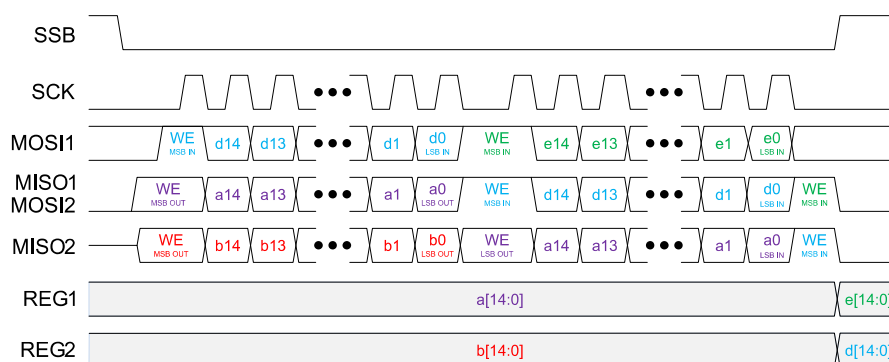 SSB
SCK
MOSI1 WE MSB IN d14 d13 ••• d1 d0 LSB IN WE MSB IN e14 e13 ••• e1 e0 LSB IN
MISO1 MOSI2 WE MSB OUT a14 a13 ••• a1 a0 LSB OUT WE MSB IN d14 d13 ••• d1 d0 LSB IN WE MSB IN
MISO2 WE MSB OUT b14 b13 ••• b1 b0 LSB OUT WE LSB OUT a14 a13 ••• a1 a0 LSB IN WE MSB IN
REG1 a[14:0] e[14:0]
REG2 b[14:0] d[14:0]